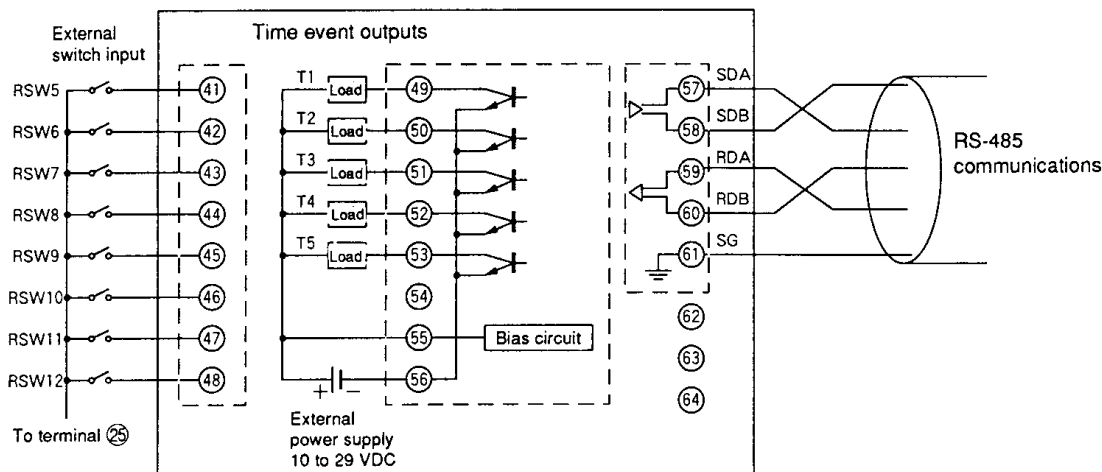 External
switch input
Time event outputs
RSW5
41
T1
Load
49
57
SDA
RSW6
42
T2
Load
50
58
SDB
RSW7
43
T3
Load
51
59
RDA
RSW8
44
T4
Load
52
60
RDB
RSW9
45
T5
Load
53
61
SG
RS-485
communications
RSW10
46
54
62
RSW11
47
55
Bias circuit
63
RSW12
48
+
−
56
64
To terminal 25
External
power supply
10 to 29 VDC